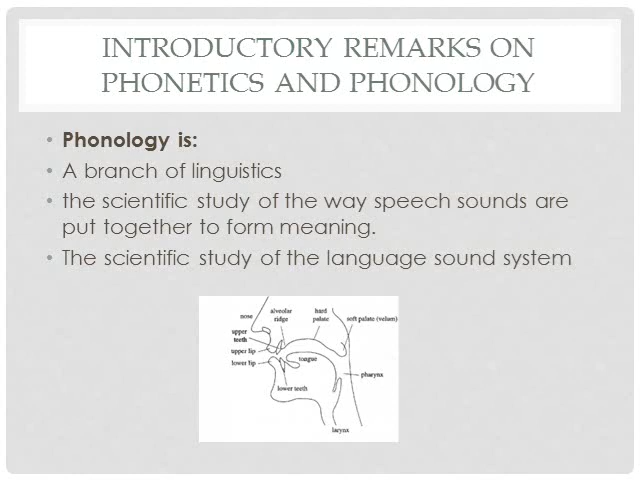 INTRODUCTORY REMARKS ON
PHONETICS AND PHONOLOGY
• Phonology is:
• A branch of linguistics
• the scientific study of the way speech sounds are
put together to form meaning.
• The scientific study of the language sound system
nose
alveolar
ridge
hard
palate
soft palate (velum)
upper
teeth
upper lip
lower lip
tongue
pharynx
lower teeth
larynx